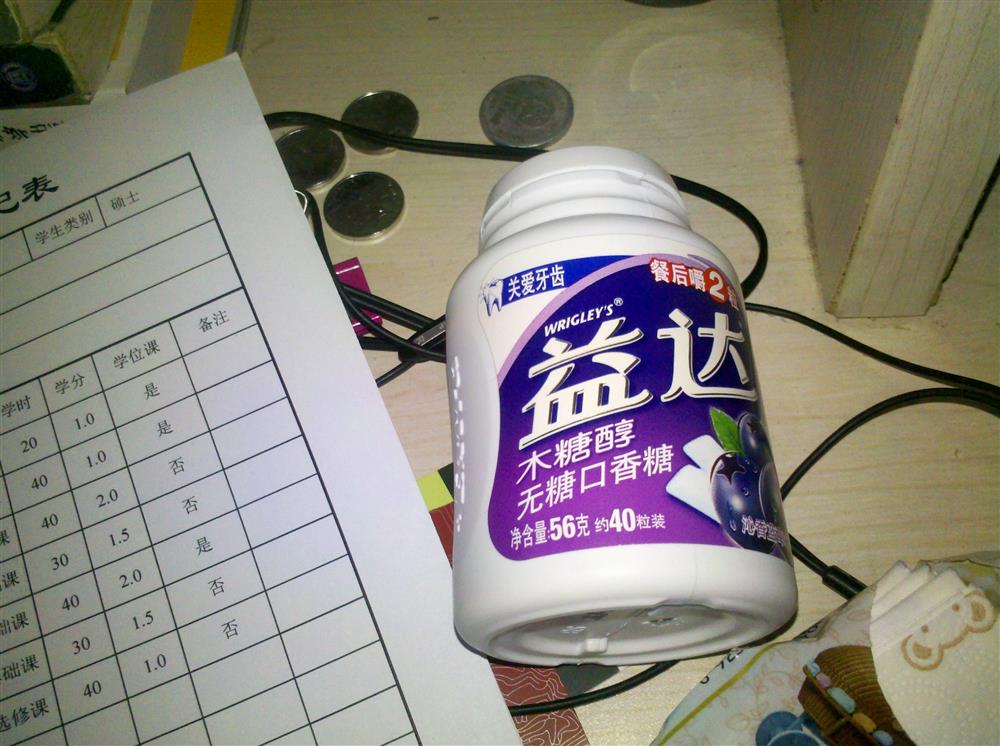 记表
学生类别 硕士
学时 学分 学位课 备注
20 1.0 是
40 1.0 是
课 40 2.0 否
课 30 1.5 否
础课 40 2.0 是
基础课 30 1.5 否
选修课 40 1.0 否
关爱牙齿
餐后嚼2
WRIGLEY'S®
益达
木糖醇
无糖口香糖
净含量:56克 约40粒装
沁香